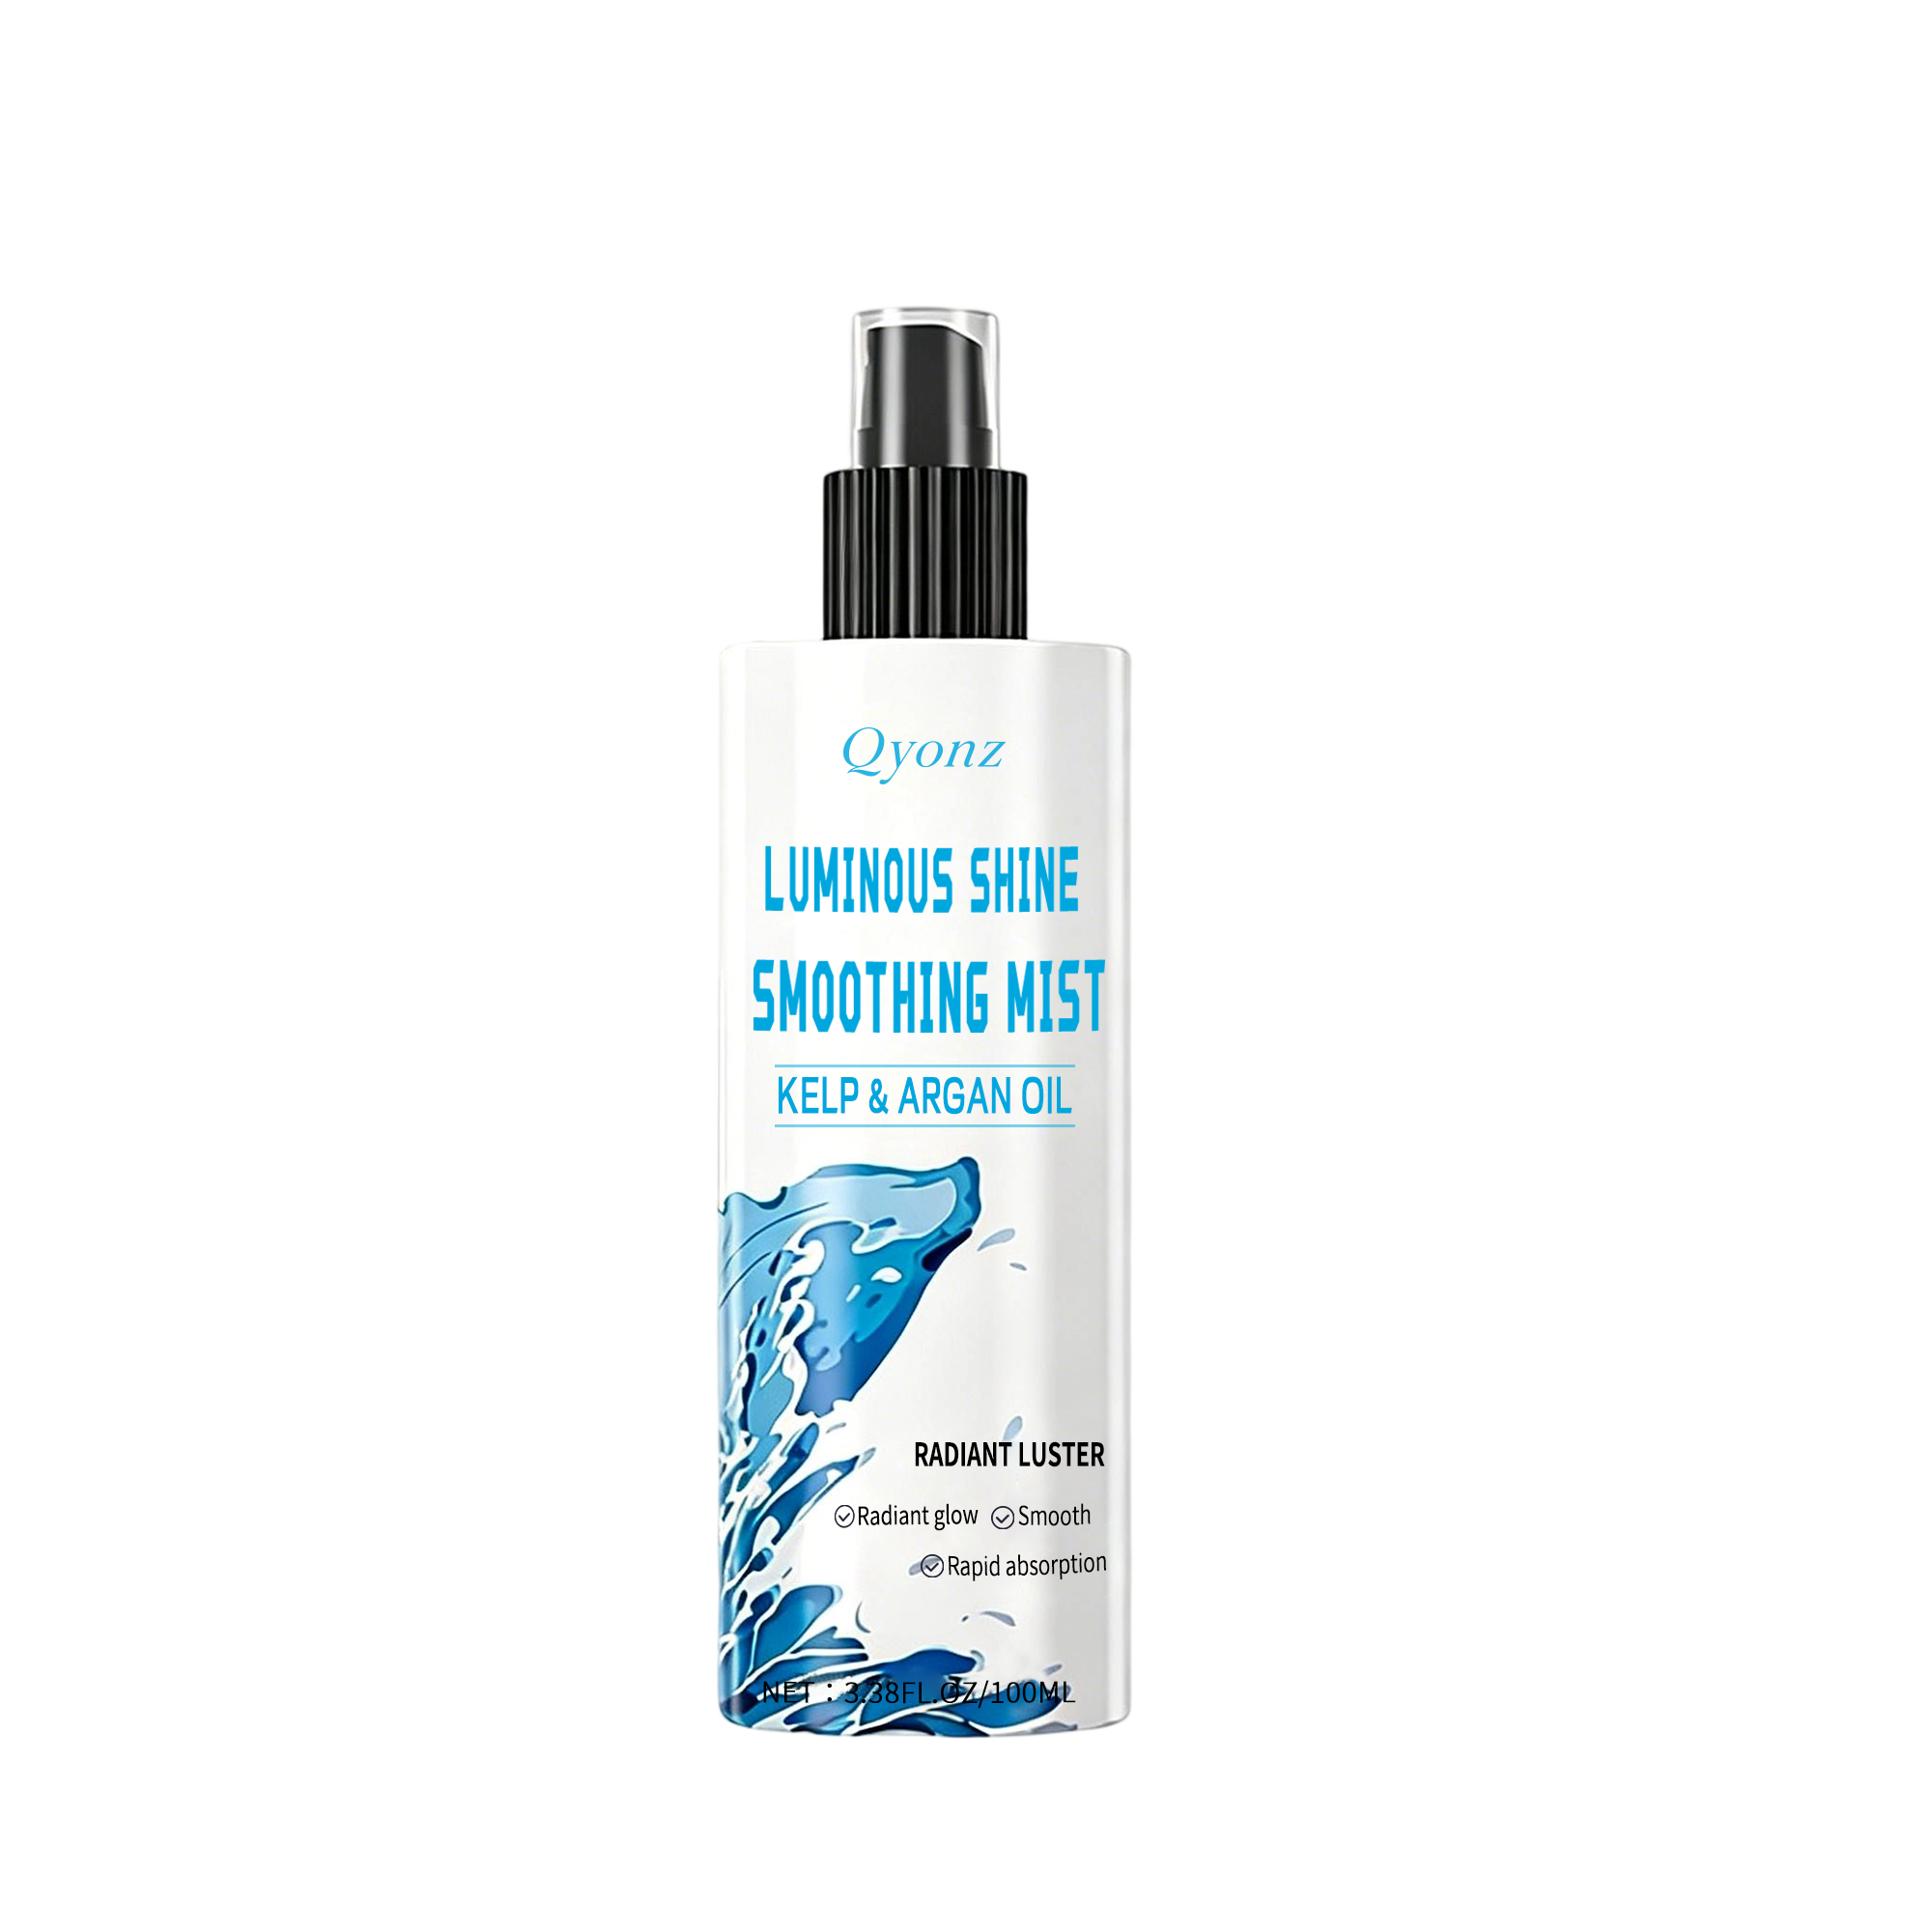 Qyonz
LUMINOUS SHINE
SMOOTHING MIST
KELP & ARGAN OIL
RADIANT LUSTER
Radiant glow Smooth
Rapid absorption
NET：3.38FL.OZ/100ML